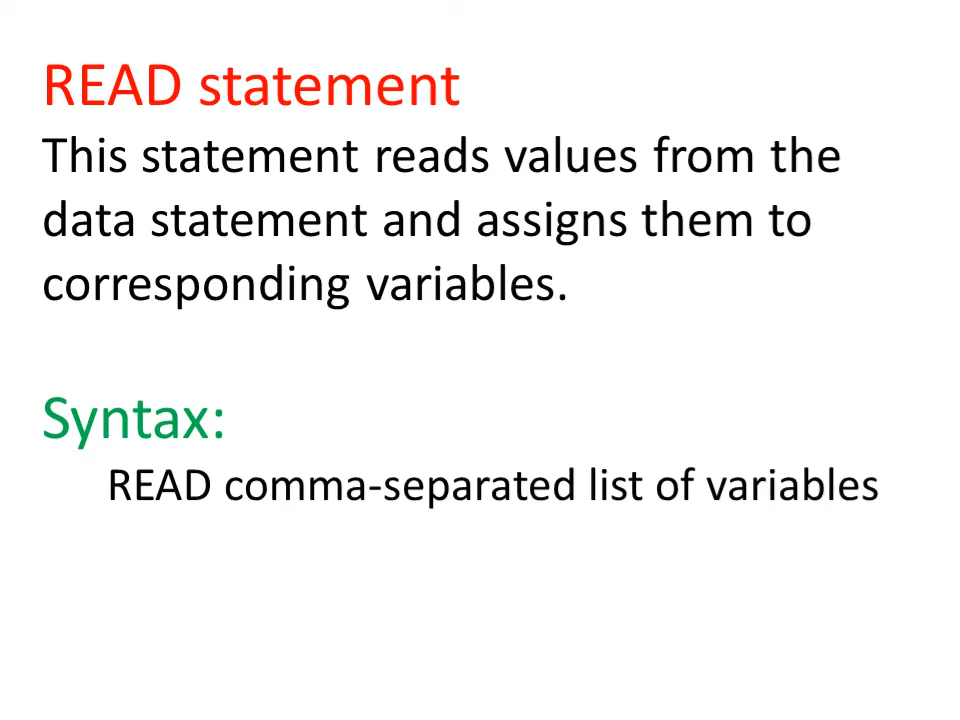 READ statement
This statement reads values from the
data statement and assigns them to
corresponding variables.
Syntax:
READ comma-separated list of variables